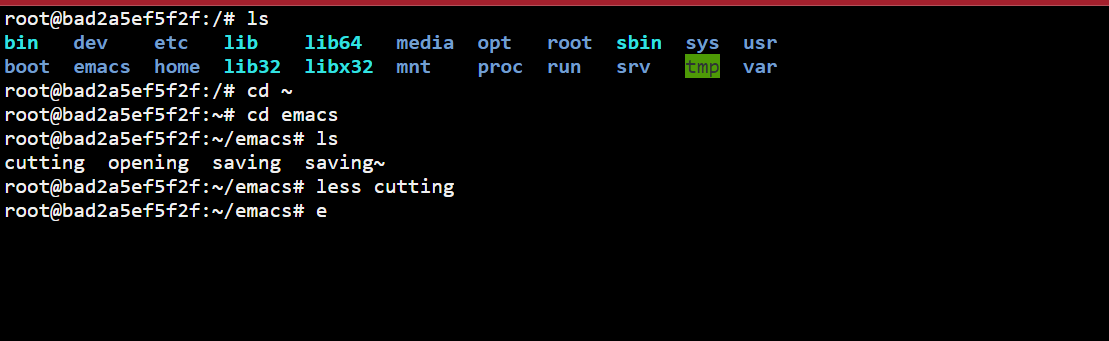 root@bad2a5ef5f2f:/# ls
bin   dev    etc   lib    lib64   media  opt   root  sbin  sys  usr
boot  emacs  home  lib32  libx32  mnt    proc  run   srv   tmp  var
root@bad2a5ef5f2f:/# cd ~
root@bad2a5ef5f2f:~# cd emacs
root@bad2a5ef5f2f:~/emacs# ls
cutting  opening  saving  saving~
root@bad2a5ef5f2f:~/emacs# less cutting
root@bad2a5ef5f2f:~/emacs# e